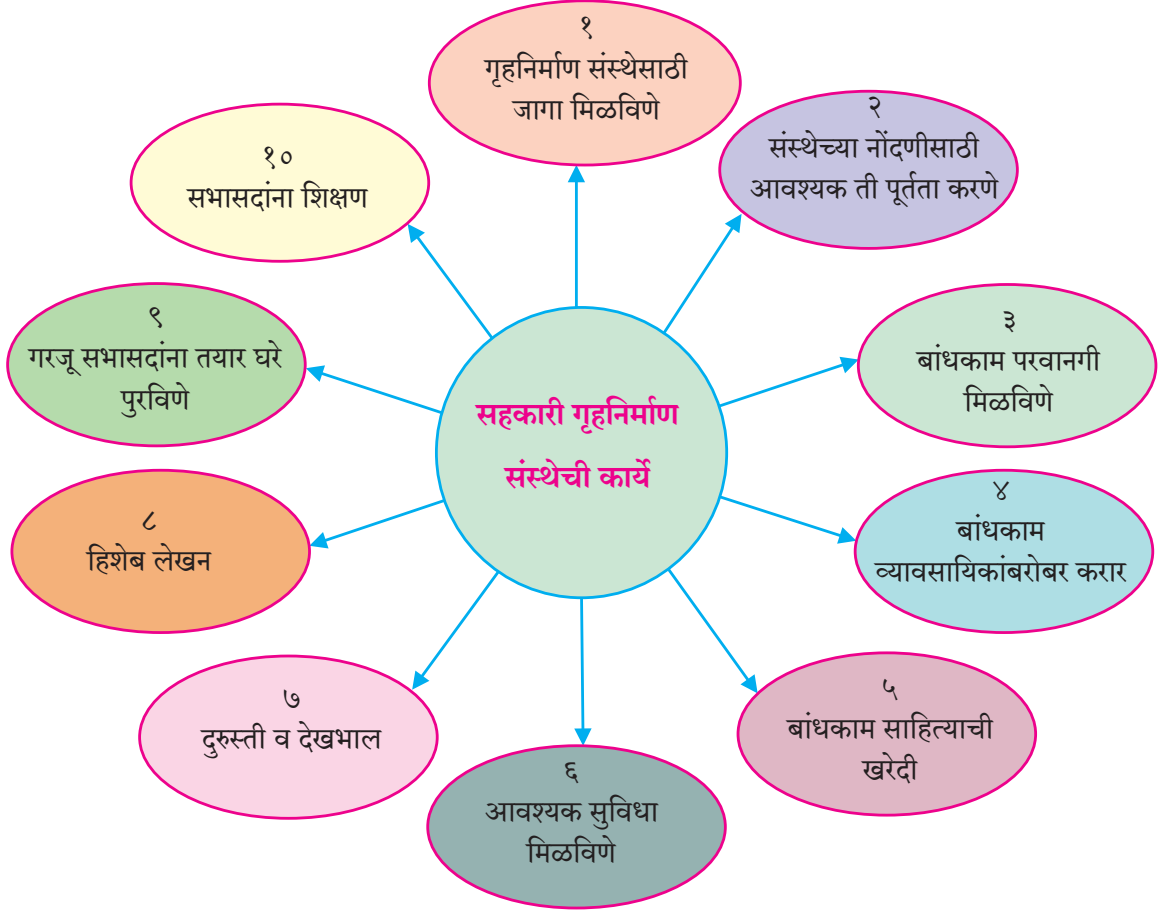 सहकारी गृहनिर्माण
संस्थेची कार्ये
१
गृहनिर्माण संस्थेसाठी
जागा मिळविणे
२
संस्थेच्या नोंदणीसाठी
आवश्यक ती पूर्तता करणे
३
बांधकाम परवानगी
मिळविणे
४
बांधकाम
व्यावसायिकांबरोबर करार
५
बांधकाम साहित्याची
खरेदी
६
आवश्यक सुविधा
मिळविणे
७
दुरुस्ती व देखभाल
८
हिशेब लेखन
९
गरजू सभासदांना तयार घरे
पुरविणे
१०
सभासदांना शिक्षण